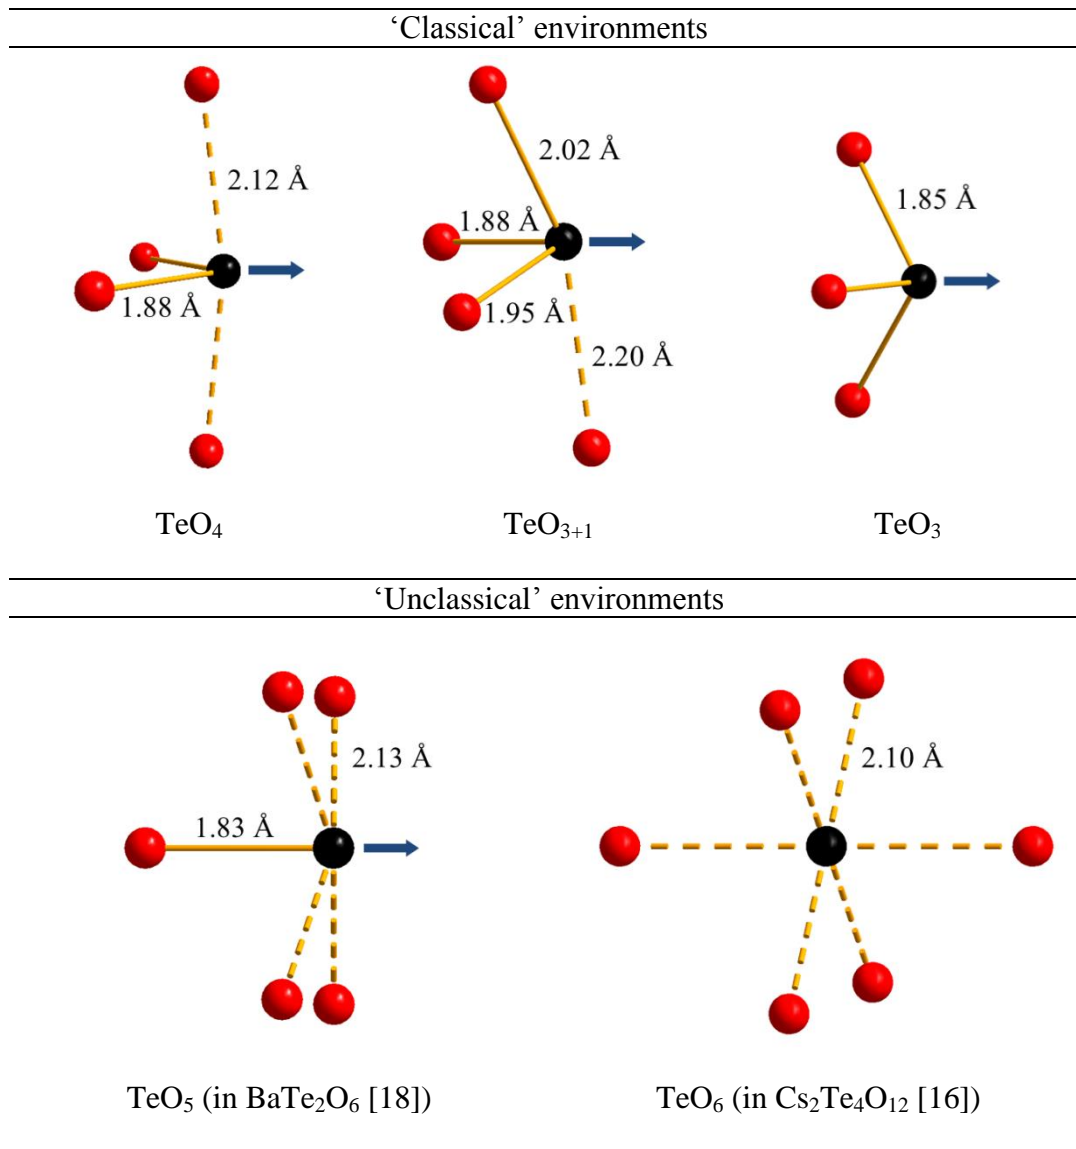 ‘Classical’ environments
2.12 Å
1.88 Å
2.02 Å
1.88 Å
1.95 Å
2.20 Å
1.85 Å
TeO₄ TeO₃₊₁ TeO₃
‘Unclassical’ environments
2.13 Å
1.83 Å
2.10 Å
TeO₅ (in BaTe₂O₆ [18]) TeO₆ (in Cs₂Te₄O₁₂ [16])